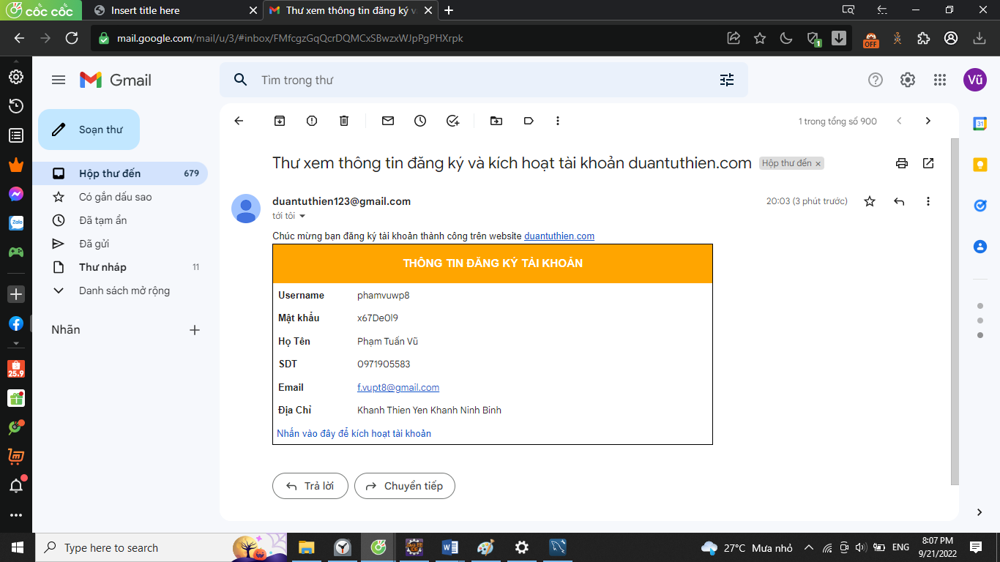 cốc cốc
Insert title here
Thư xem thông tin đăng ký v
mail.google.com/mail/u/3/#inbox/FMfcgzGqQcrDQMCxSBwzxWJpPgPHXrpk
1
OFF
Gmail
Tìm trong thư
Vũ
Soạn thư
1 trong tổng số 900
31
Hộp thư đến 679
Có gắn dấu sao
Đã tạm ẩn
Đã gửi
Thư nháp 11
Danh sách mở rộng
Nhãn
Zalo
25.9
Thư xem thông tin đăng ký và kích hoạt tài khoản duantuthien.com
Hộp thư đến ×
duantuthien123@gmail.com
20:03 (3 phút trước)
tới tôi
Chúc mừng bạn đăng ký tài khoản thành công trên website duantuthien.com
THÔNG TIN ĐĂNG KÝ TÀI KHOẢN
Username phamvuwp8
Mật khẩu x67De0l9
Họ Tên Phạm Tuấn Vũ
SDT 0971905583
Email f.vupt8@gmail.com
Địa Chỉ Khanh Thien Yen Khanh Ninh Binh
Nhấn vào đây để kích hoạt tài khoản
Trả lời
Chuyển tiếp
Type here to search
27°C Mưa nhỏ
ENG
8:07 PM
9/21/2022